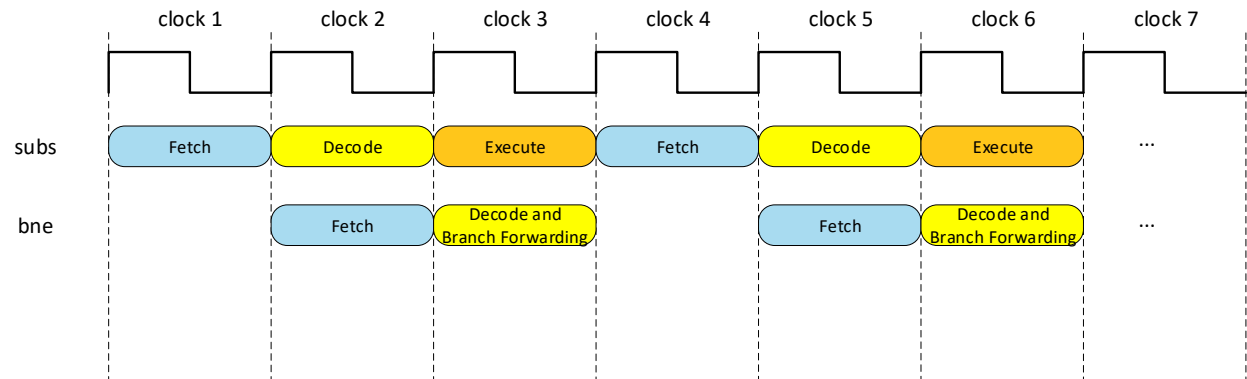 clock 1 clock 2 clock 3 clock 4 clock 5 clock 6 clock 7
subs Fetch Decode Execute Fetch Decode Execute ...
bne Fetch Decode and Branch Forwarding Fetch Decode and Branch Forwarding ...